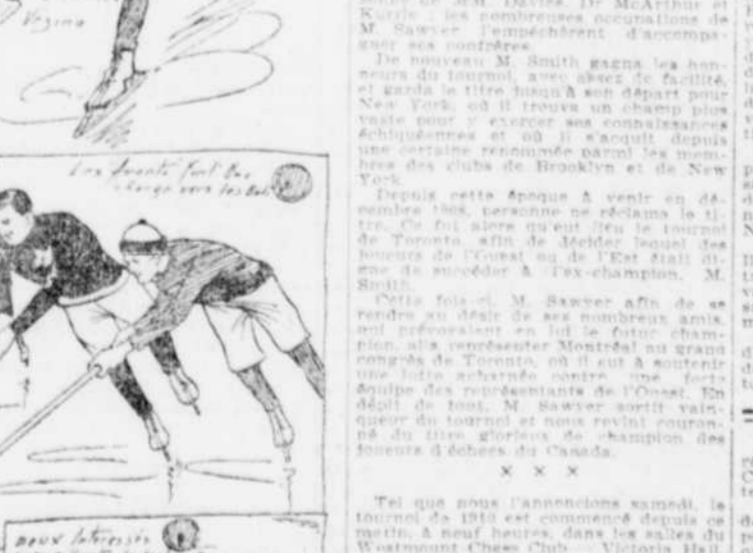 Vezina
Les Avants font une
charge vers les Buts
deux Intéressés
MM. Davies, Dr McArthur et
Kurrle : les nombreuses occupations de
M. Sawyer l'empêchèrent d'accompa-
gner ses confrères.
De nouveau M. Smith gagna les hon-
neurs du tournoi, avec assez de facilité,
et garda le titre jusqu'à son départ pour
New York, où il trouva un champ plus
vaste pour y exercer ses connaissances
échiquéennes et où il s'acquit depuis
une certaine renommée parmi les mem-
bres des clubs de Brooklyn et de New
York.
Depuis cette époque à venir en dé-
cembre personne ne réclama le ti-
tre. Ce fut alors qu'eut lieu le tournoi
de Toronto, afin de décider lequel des
joueurs de l'Ouest ou de l'Est était di-
gne de succéder à l'ex-champion, M.
Smith.
Cette fois-ci, M. Sawyer afin de se
rendre au désir de ses nombreux amis,
qui prévoyaient en lui le futur cham-
pion, alla représenter Montréal au grand
congrès de Toronto, où il eut à soutenir
une lutte acharnée contre une forte
équipe des représentants de l'Ouest. En
dépit de tout, M. Sawyer sortit vain-
queur du tournoi et nous revint couron-
né du titre glorieux de champion des
joueurs d'échecs du Canada.
x x x
Tel que nous l'annoncions samedi, le
tournoi de 1910 est commencé depuis ce
matin, à neuf heures, dans les salles du
Westmount Chess Club, Victoria Hall,